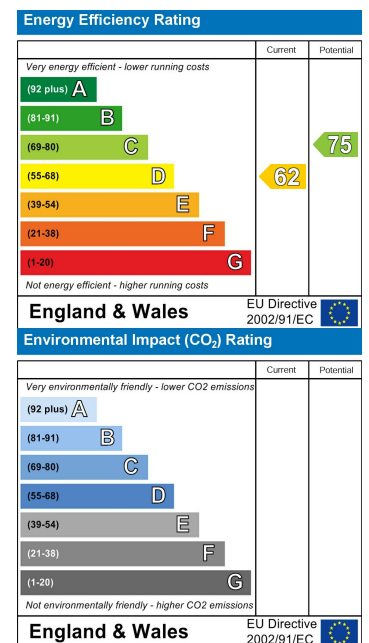 Energy Efficiency Rating
Current Potential
Very energy efficient - lower running costs
(92 plus) A
(81-91) B
(69-80) C
75
(55-68) D
62
(39-54) E
(21-38) F
(1-20) G
Not energy efficient - higher running costs
England & Wales
EU Directive
2002/91/EC
Environmental Impact (CO₂) Rating
Current Potential
Very environmentally friendly - lower CO2 emissions
(92 plus) A
(81-91) B
(69-80) C
(55-68) D
(39-54) E
(21-38) F
(1-20) G
Not environmentally friendly - higher CO2 emissions
England & Wales
EU Directive
2002/91/EC